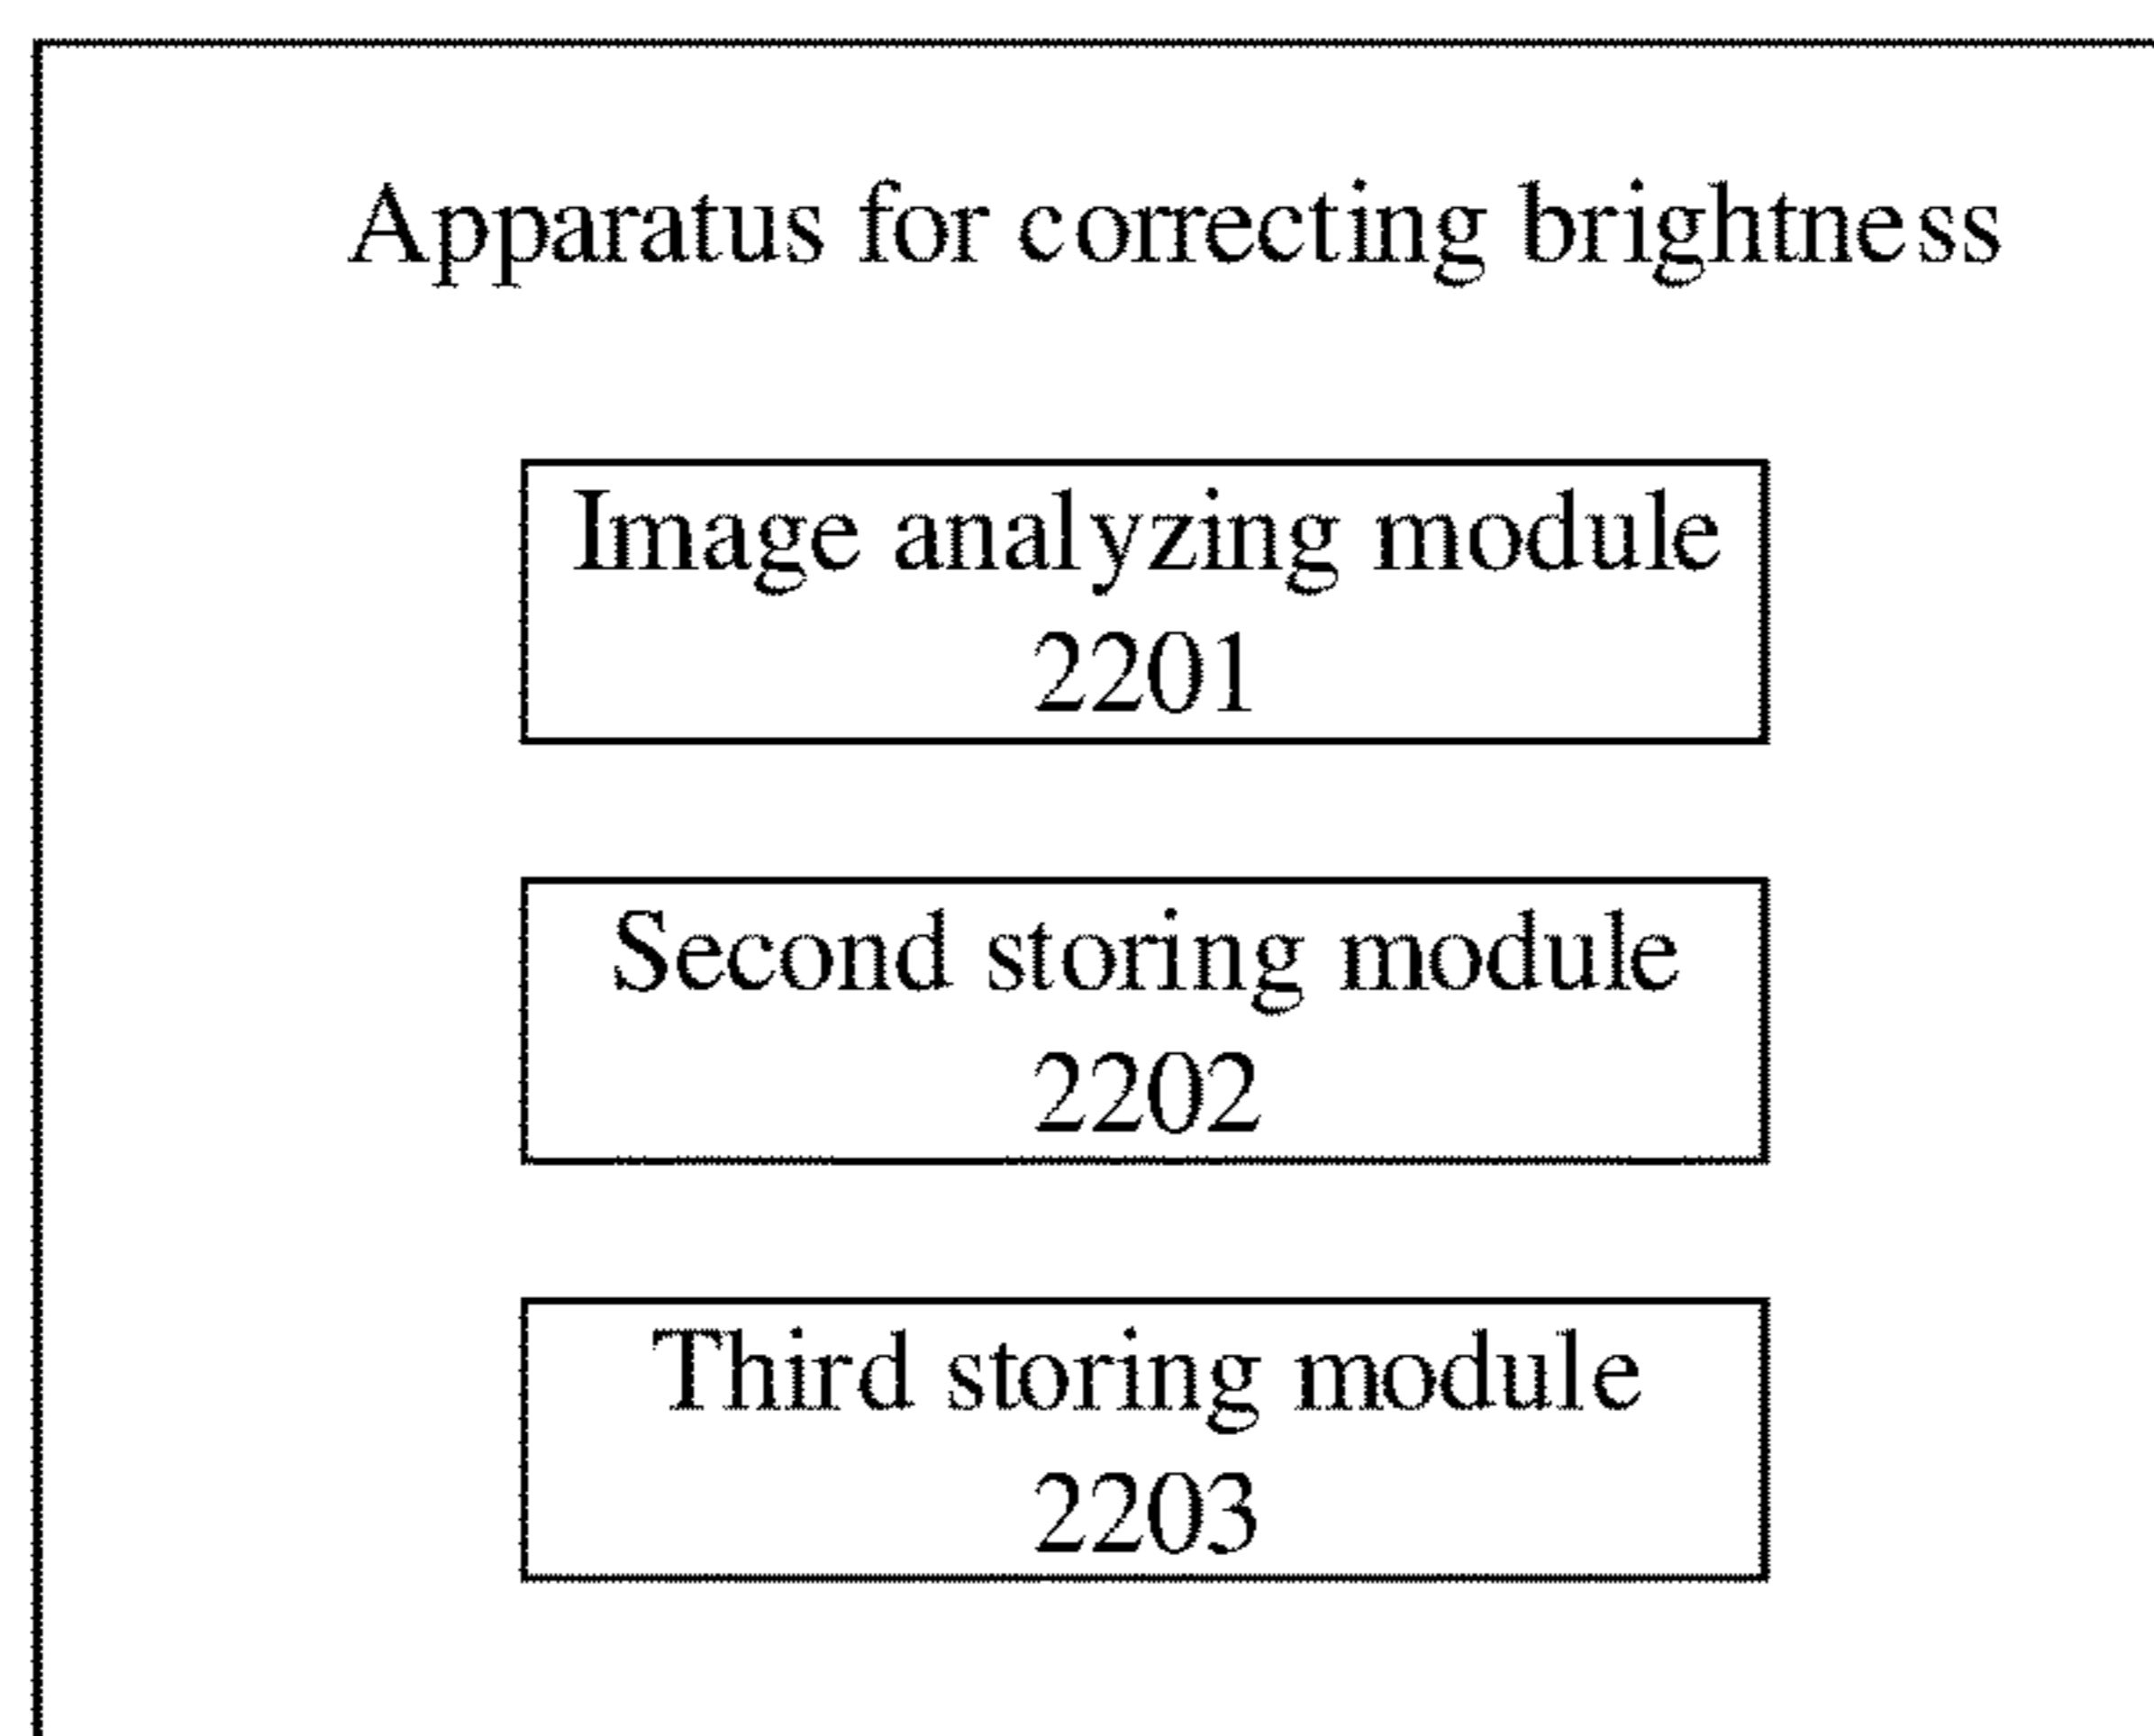 Apparatus for correcting brightness
Image analyzing module
2201
Second storing module
2202
Third storing module
2203